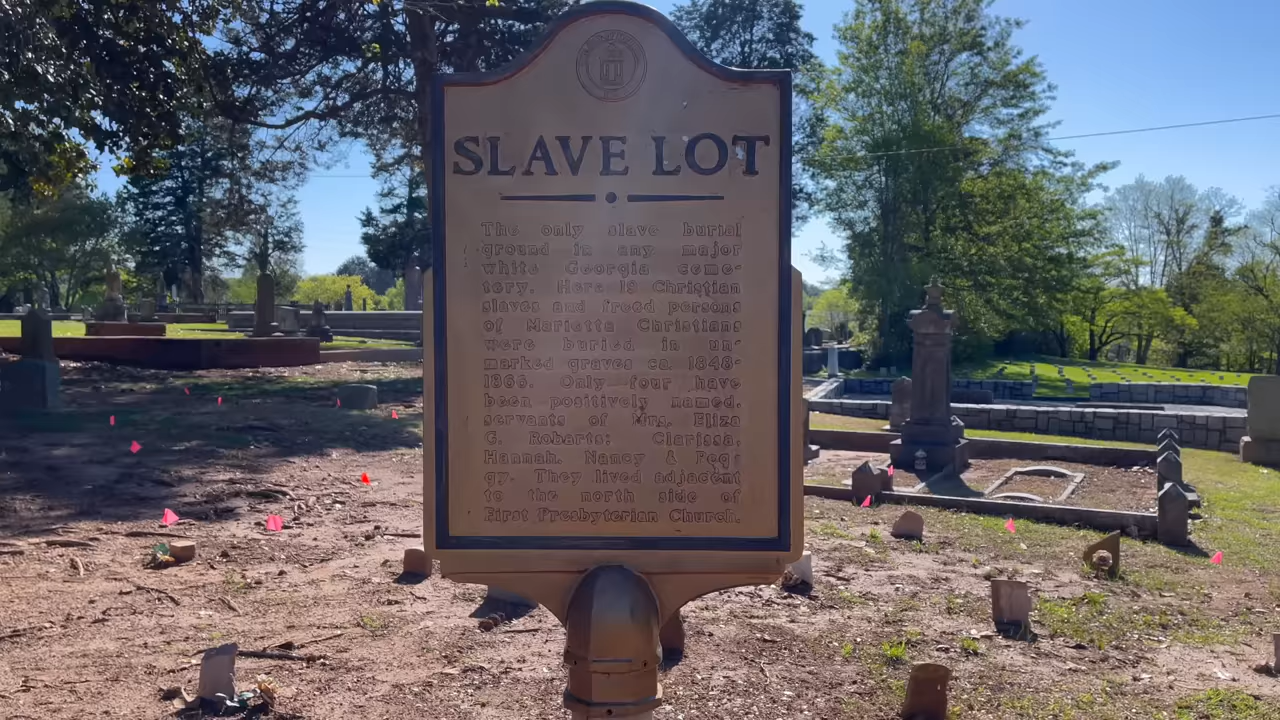 SLAVE LOT
The only slave burial
ground in any major
white Georgia ceme-
tery. Here is Christian
slaves and freed persons
of Marietta Christians
were buried in un-
marked graves ca. 1848-
1866. Only four have
been positively named,
servants of Mrs. Eliza
G. Roberts: Clarissa,
Hannah, Nancy & Peg-
gy. They lived adjacent
to the north side of
First Presbyterian Church.